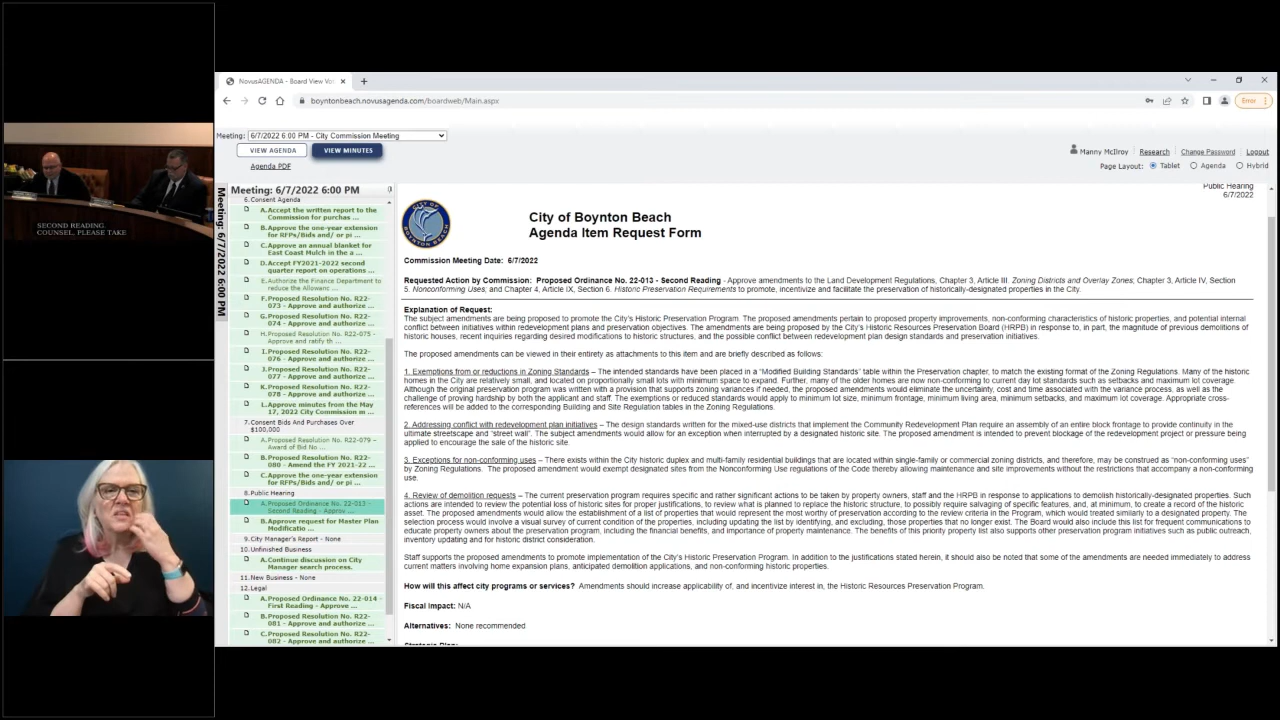 SECOND READING.
COUNSEL, PLEASE TAKE
NovusAGENDA - Board View Vo
boyntonbeach.novusagenda.com/boardweb/Main.aspx
Error
Meeting: 6/7/2022 6:00 PM - City Commission Meeting
VIEW AGENDA VIEW MINUTES
Agenda PDF
Manny McIlroy Research Change Password Logout
Page Layout: Tablet Agenda Hybrid
Meeting: 6/7/2022 6:00 PM
Meeting: 6/7/2022 6:00 PM
6. Consent Agenda
A.Accept the written report to the
Commission for purchas ...
B.Approve the one-year extension
for RFPs/Bids and/ or pi ...
C.Approve an annual blanket for
East Coast Mulch in the a ...
D.Accept FY2021-2022 second
quarter report on operations ...
E.Authorize the Finance Department to
reduce the Allowanc ...
F.Proposed Resolution No. R22-
073 - Approve and authorize ...
G.Proposed Resolution No. R22-
074 - Approve and authorize ...
H.Proposed Resolution No. R22-075 -
Approve and ratify th ...
I.Proposed Resolution No. R22-
076 - Approve and authorize ...
J.Proposed Resolution No. R22-
077 - Approve and authorize ...
K.Proposed Resolution No. R22-
078 - Approve and authorize ...
L.Approve minutes from the May
17, 2022 City Commission m ...
7.Consent Bids And Purchases Over
$100,000
A.Proposed Resolution No. R22-079 -
Award of Bid No ...
B.Proposed Resolution No. R22-
080 - Amend the FY 2021-22 ...
C.Approve the one-year extension
for RFPs/Bids and/ or pi ...
8.Public Hearing
A.Proposed Ordinance No. 22-013 -
Second Reading - Approv ...
B.Approve request for Master Plan
Modificatio ...
9.City Manager's Report - None
10.Unfinished Business
A.Continue discussion on City
Manager search process.
11.New Business - None
12.Legal
A.Proposed Ordinance No. 22-014 -
First Reading - Approve ...
B.Proposed Resolution No. R22-
081 - Approve and authorize ...
C.Proposed Resolution No. R22-
082 - Approve and authorize ...
Public Hearing
6/7/2022
CITY OF
BOYNTON BEACH
City of Boynton Beach
Agenda Item Request Form
Commission Meeting Date: 6/7/2022
Requested Action by Commission: Proposed Ordinance No. 22-013 - Second Reading - Approve amendments to the Land Development Regulations, Chapter 3, Article III. Zoning Districts and Overlay Zones; Chapter 3, Article IV, Section
5. Nonconforming Uses; and Chapter 4, Article IX, Section 6. Historic Preservation Requirements to promote, incentivize and facilitate the preservation of historically-designated properties in the City.
Explanation of Request:
The subject amendments are being proposed to promote the City's Historic Preservation Program. The proposed amendments pertain to property improvements, non-conforming characteristics of historic properties, and potential internal
conflict between initiatives within redevelopment plans and preservation objectives. The amendments are being proposed by the City's Historic Resources Preservation Board (HRPB) in response to, in part, the magnitude of previous demolitions of
historic houses, recent inquiries regarding desired modifications to historic structures, and the possible conflict between redevelopment plan design standards and preservation initiatives.
The proposed amendments can be viewed in their entirety as attachments to this item and are briefly described as follows:
1. Exemptions from or reductions in Zoning Standards – The intended standards have been placed in a "Modified Building Standards" table within the Preservation chapter, to match the existing format of the Zoning Regulations. Many of the historic
homes in the City are relatively small, and located on proportionally small lots with minimum space to expand. Further, many of the older homes are now non-conforming to current day lot standards such as setbacks and maximum lot coverage
Although the original preservation program was written with a provision that supports zoning variances if needed, the proposed amendments would eliminate the uncertainty, cost and time associated with the variance process, as well as the
challenge of proving hardship by both the applicant and staff. The exemptions or reduced standards would apply to minimum lot size, minimum frontage, minimum living area, minimum setbacks, and maximum lot coverage. Appropriate cross-
references will be added to the corresponding Building and Site Regulation tables in the Zoning Regulations.
2. Addressing conflict with redevelopment plan initiatives – The design standards written for the mixed-use districts that implement the Community Redevelopment Plan require an assembly of an entire block frontage to provide continuity in the
ultimate streetscape and "street wall". The subject amendments would allow for an exception when interrupted by a designated historic site. The proposed amendment is intended to prevent blockage of the redevelopment project or pressure being
applied to encourage the sale of the historic site.
3. Exceptions for non-conforming uses – There exists within the City historic duplex and multi-family residential buildings that are located within single-family or commercial zoning districts, and therefore, may be construed as "non-conforming uses"
by Zoning Regulations. The proposed amendment would exempt designated sites from the Nonconforming Use regulations of the Code thereby allowing maintenance and site improvements without the restrictions that accompany a non-conforming
use.
4. Review of demolition requests – The current preservation program requires specific and rather significant actions to be taken by property owners, staff and the HRPB in response to applications to demolish historically-designated properties. Such
actions are intended to review the potential loss of historic sites for proper justifications, to review what is planned to replace the historic structure, to possibly require salvaging of specific features, and, at minimum, to create a record of the historic
asset. The proposed amendments would allow the establishment of a list of properties that would represent the most worthy of preservation according to the review criteria in the Program, which would treated similarly to a designated property. The
selection process would involve a visual survey of current condition of the properties, including updating the list by identifying, and excluding, those properties that no longer exist. The Board would also include this list for frequent communications to
educate property owners about the preservation program, including the financial benefits, and importance of property maintenance. The benefits of this priority property list also supports other preservation program initiatives such as public outreach,
inventory updating and for historic district consideration.
Staff supports the proposed amendments to promote implementation of the City's Historic Preservation Program. In addition to the justifications stated herein, it should also be noted that some of the amendments are needed immediately to address
current matters involving home expansion plans, anticipated demolition applications, and non-conforming historic properties.
How will this affect city programs or services? Amendments should increase applicability of, and incentivize interest in, the Historic Resources Preservation Program.
Fiscal Impact: N/A
Alternatives: None recommended